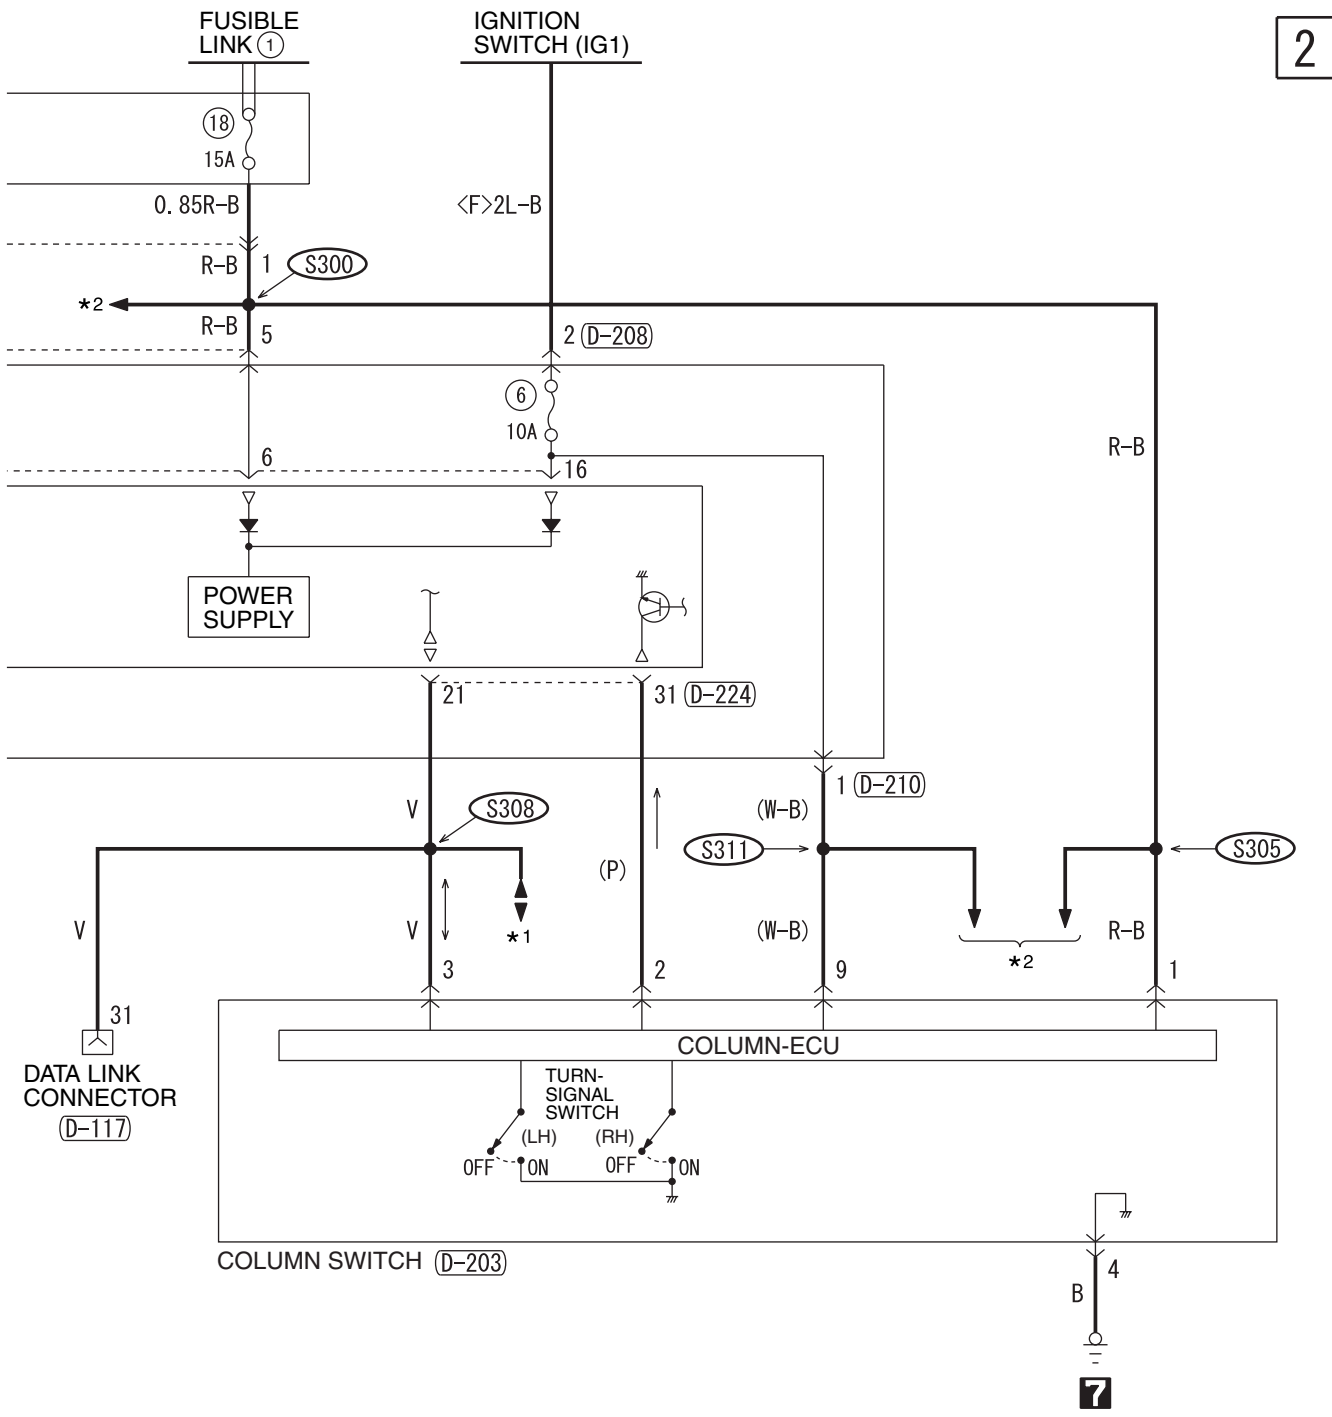 FUSIBLE
LINK 1
IGNITION
SWITCH (IG1)
2
18
15A
0.85R-B
<F>2L-B
R-B 1 S300
*2
R-B 5
2 D-208
6
10A
R-B
6
16
POWER
SUPPLY
21
31 D-224
1 D-210
V
S308
(W-B)
S311
S305
(P)
V
V
*1
(W-B)
*2
R-B
3
2
9
1
31
DATA LINK
CONNECTOR
D-117
COLUMN-ECU
TURN-
SIGNAL
SWITCH
(LH)
(RH)
OFF
ON
OFF
ON
COLUMN SWITCH D-203
4
B
7